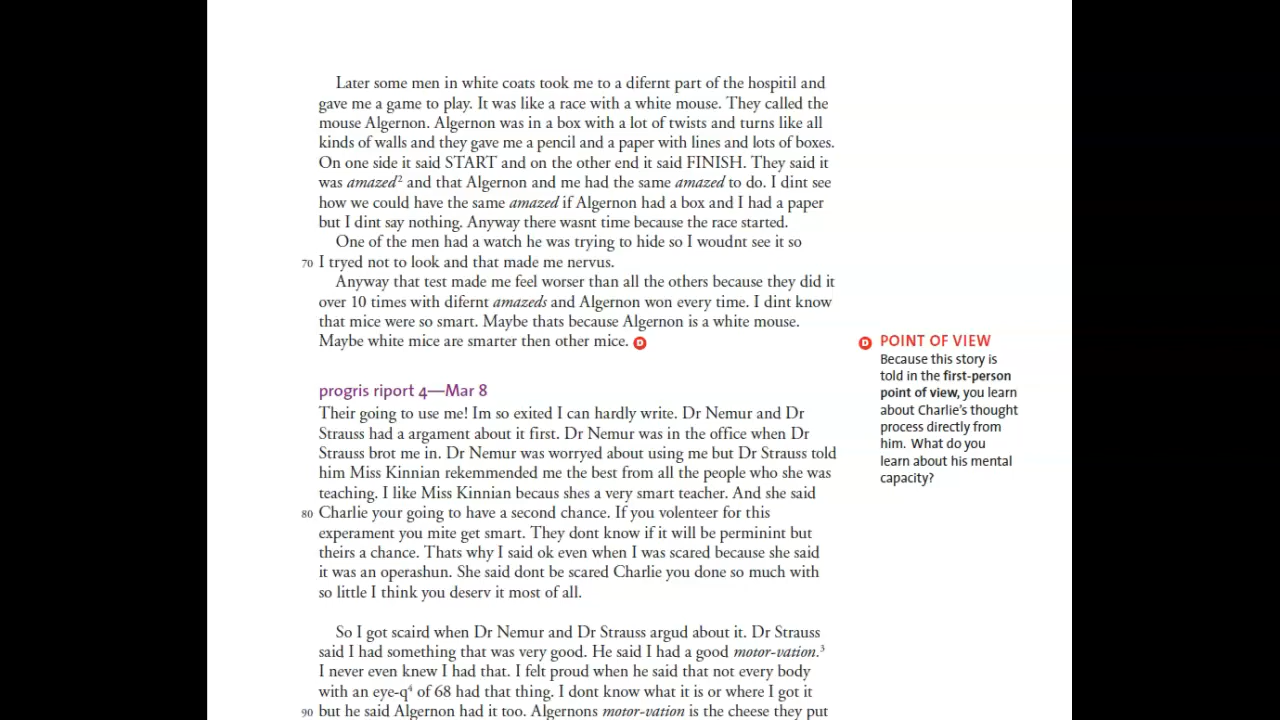 Later some men in white coats took me to a difernt part of the hospitil and
gave me a game to play. It was like a race with a white mouse. They called the
mouse Algernon. Algernon was in a box with a lot of twists and turns like all
kinds of walls and they gave me a pencil and a paper with lines and lots of boxes.
On one side it said START and on the other end it said FINISH. They said it
was amazed² and that Algernon and me had the same amazed to do. I dint see
how we could have the same amazed if Algernon had a box and I had a paper
but I dint say nothing. Anyway there wasnt time because the race started.
One of the men had a watch he was trying to hide so I woudnt see it so
70 I tryed not to look and that made me nervus.
Anyway that test made me feel worser than all the others because they did it
over 10 times with difernt amazeds and Algernon won every time. I dint know
that mice were so smart. Maybe thats because Algernon is a white mouse.
Maybe white mice are smarter then other mice. D
progris riport 4—Mar 8
Their going to use me! Im so exited I can hardly write. Dr Nemur and Dr
Strauss had a argament about it first. Dr Nemur was in the office when Dr
Strauss brot me in. Dr Nemur was worryed about using me but Dr Strauss told
him Miss Kinnian rekemmended me the best from all the people who she was
teaching. I like Miss Kinnian becaus shes a very smart teacher. And she said
80 Charlie your going to have a second chance. If you volenteer for this
experament you mite get smart. They dont know if it will be perminint but
theirs a chance. Thats why I said ok even when I was scared because she said
it was an operashun. She said dont be scared Charlie you done so much with
so little I think you deserv it most of all.
So I got scaird when Dr Nemur and Dr Strauss argud about it. Dr Strauss
said I had something that was very good. He said I had a good motor-vation.³
I never even knew I had that. I felt proud when he said that not every body
with an eye-q⁴ of 68 had that thing. I dont know what it is or where I got it
90 but he said Algernon had it too. Algernons motor-vation is the cheese they put
D POINT OF VIEW
Because this story is
told in the first-person
point of view, you learn
about Charlie's thought
process directly from
him. What do you
learn about his mental
capacity?